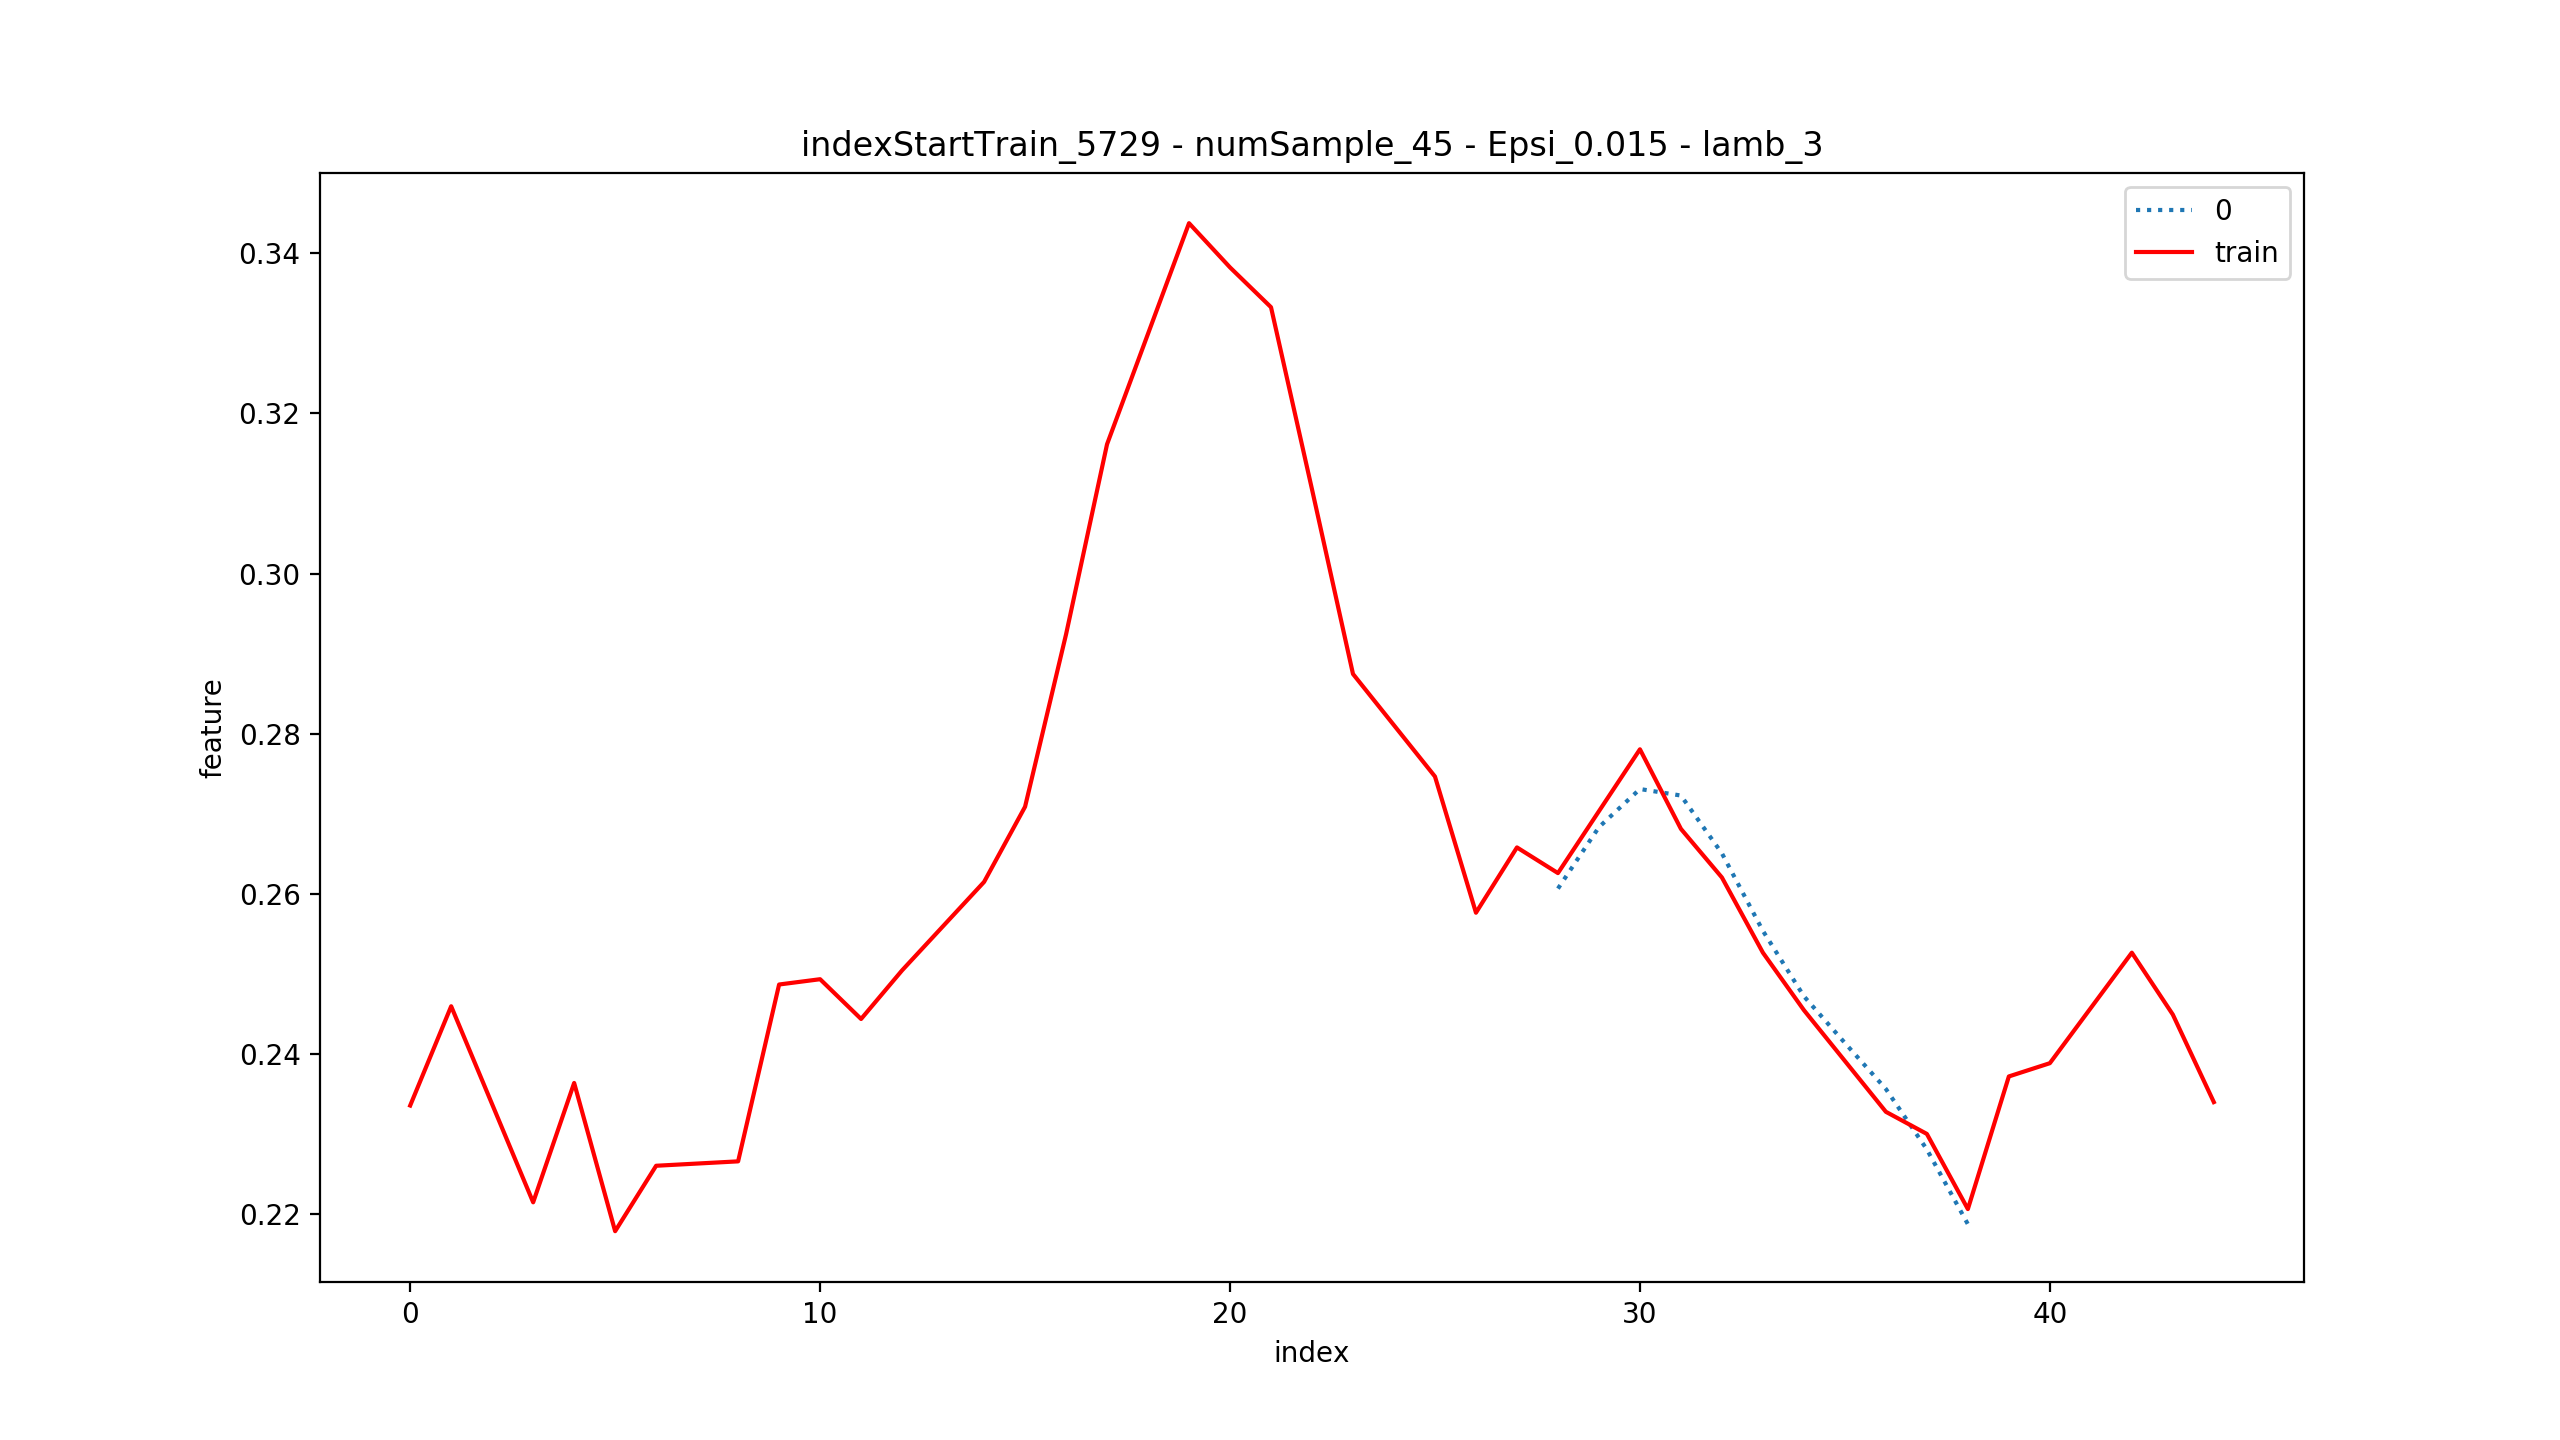 indexStartTrain_5729 - numSample_45 - Epsi_0.015 - lamb_3
0
train
0.34
0.32
0.30
0.28
0.26
0.24
0.22
feature
0 10 20 30 40
index